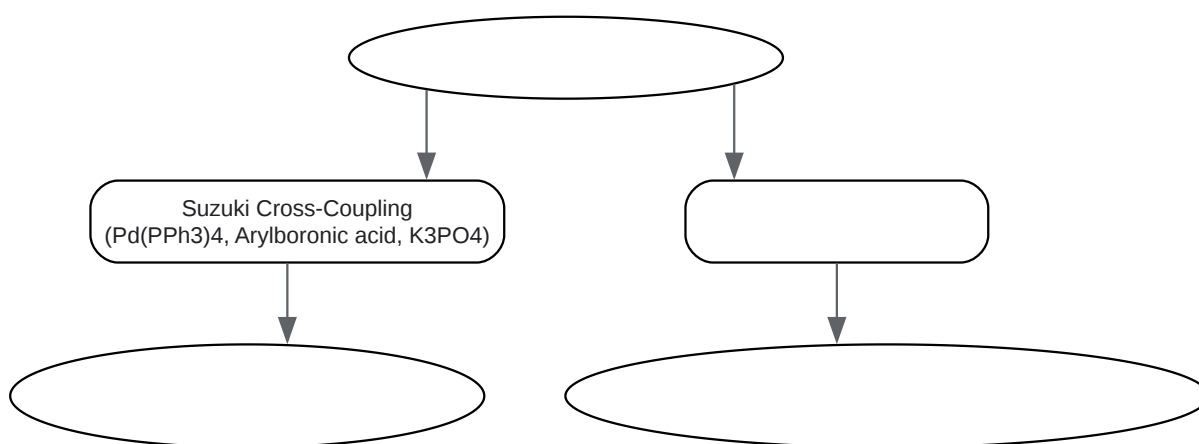 Suzuki Cross-Coupling
(Pd(PPh3)4, Arylboronic acid, K3PO4)